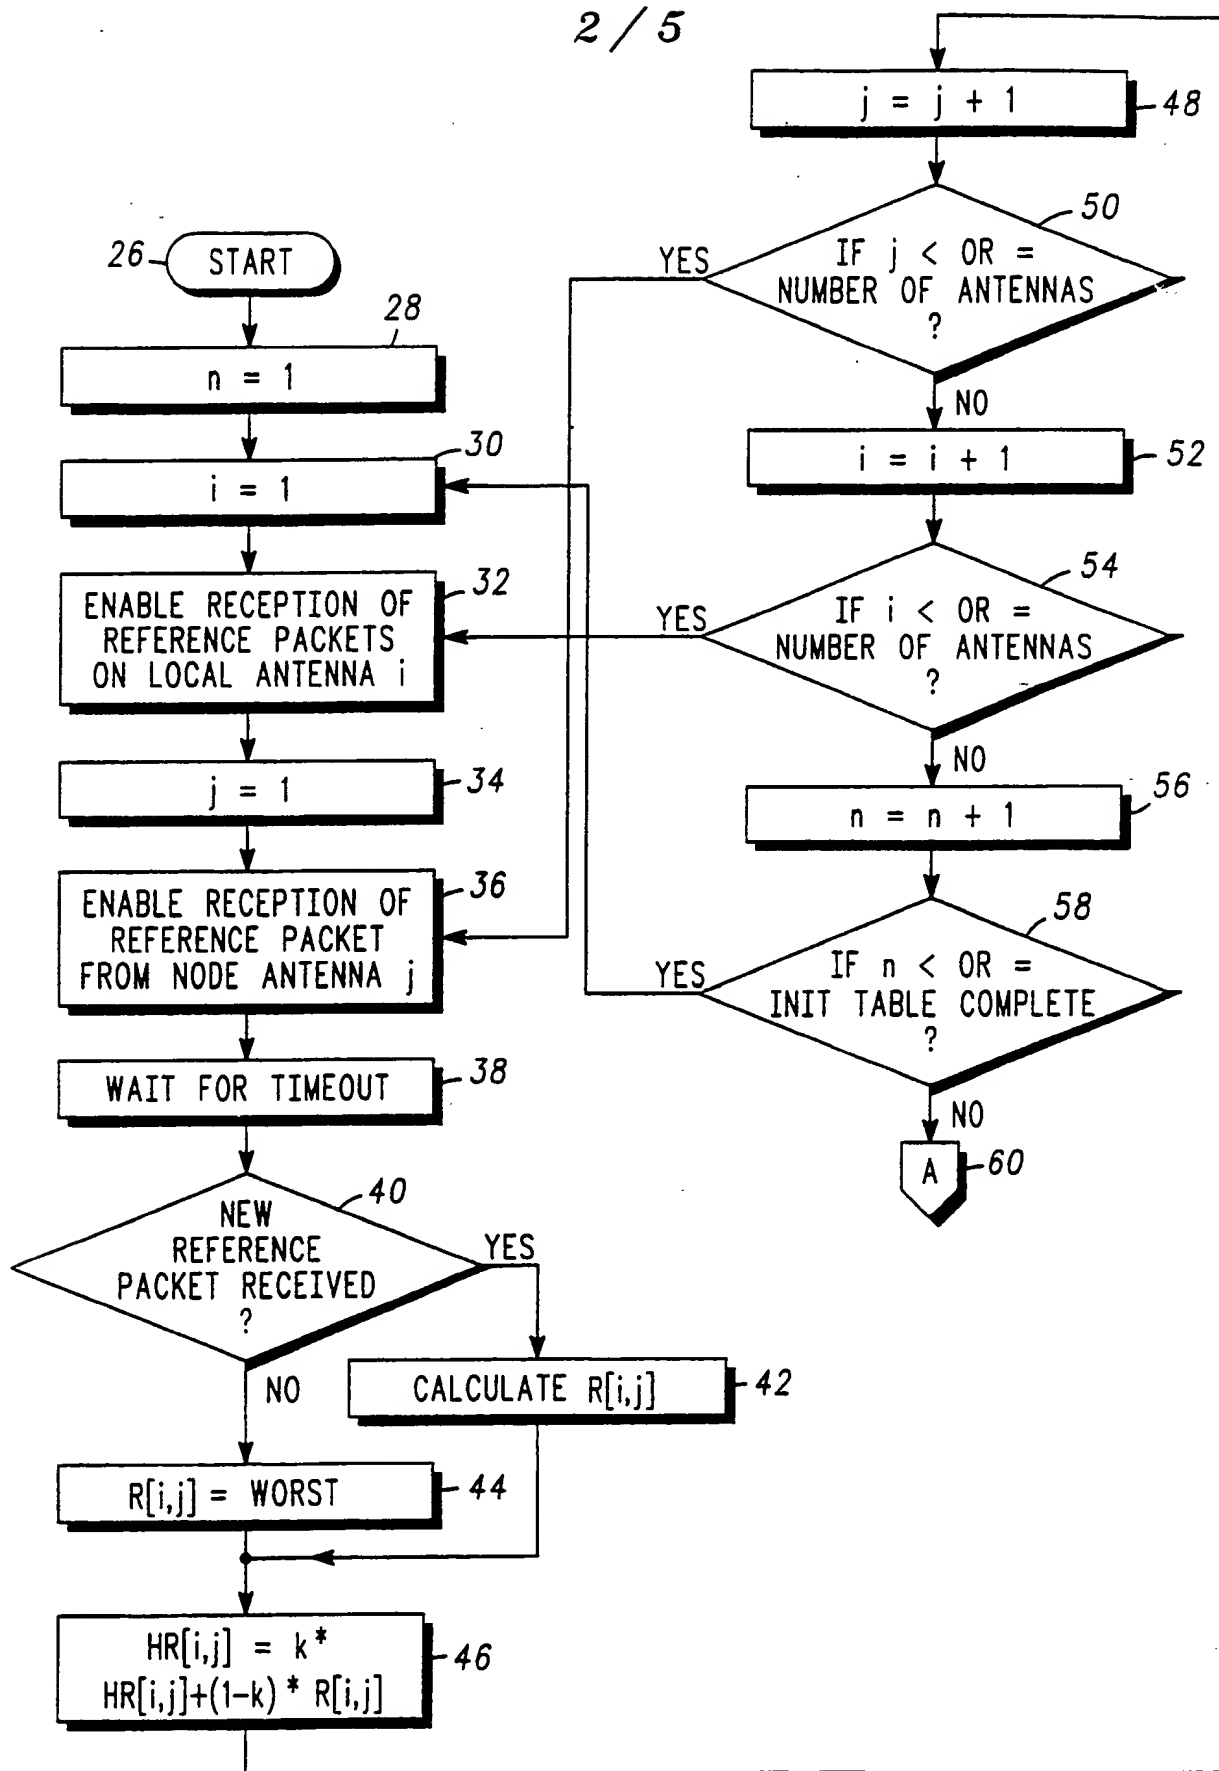 2/5
26
START
28
n = 1
30
i = 1
32
ENABLE RECEPTION OF
REFERENCE PACKETS
ON LOCAL ANTENNA i
34
j = 1
36
ENABLE RECEPTION OF
REFERENCE PACKET
FROM NODE ANTENNA j
38
WAIT FOR TIMEOUT
40
NEW
REFERENCE
PACKET RECEIVED
?
YES
NO
CALCULATE R[i,j]
42
R[i,j] = WORST
44
HR[i,j] = k*
HR[i,j]+(1-k)* R[i,j]
46
j = j + 1
48
50
IF j < OR =
NUMBER OF ANTENNAS
?
YES
NO
i = i + 1
52
54
IF i < OR =
NUMBER OF ANTENNAS
?
YES
NO
56
n = n + 1
58
IF n < OR =
INIT TABLE COMPLETE
?
YES
NO
A
60